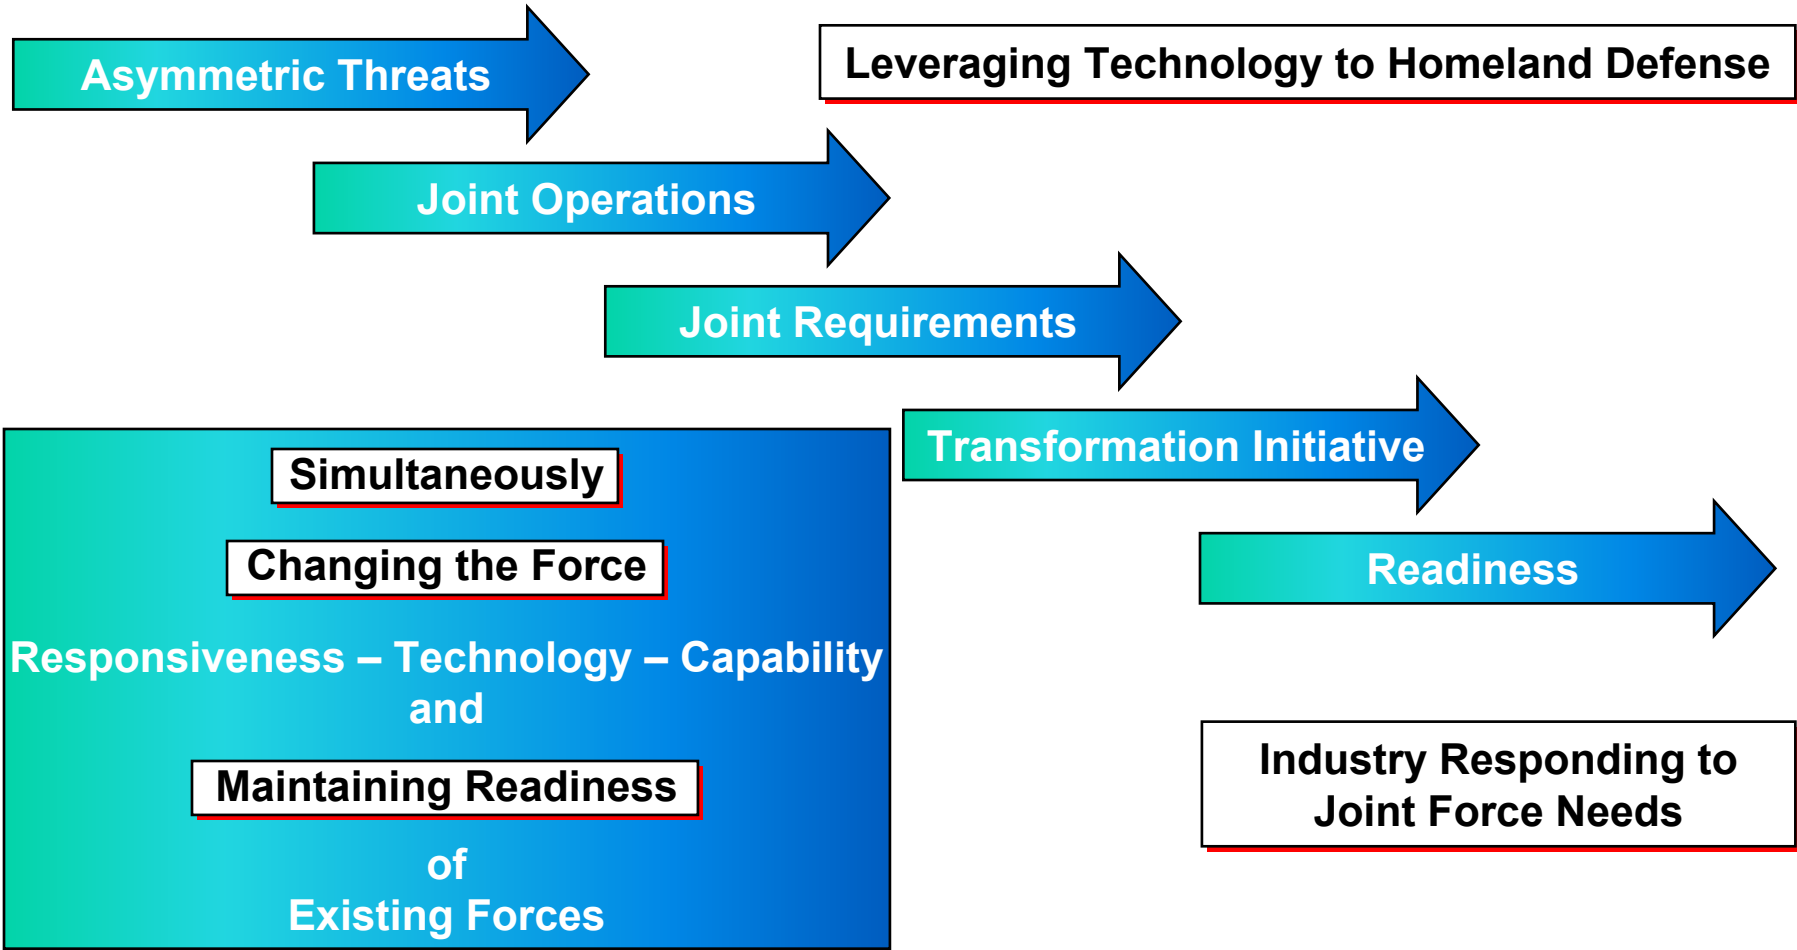 Asymmetric Threats
Leveraging Technology to Homeland Defense
Joint Operations
Joint Requirements
Transformation Initiative
Readiness
Simultaneously
Changing the Force
Responsiveness – Technology – Capability
and
Maintaining Readiness
of
Existing Forces
Industry Responding to
Joint Force Needs